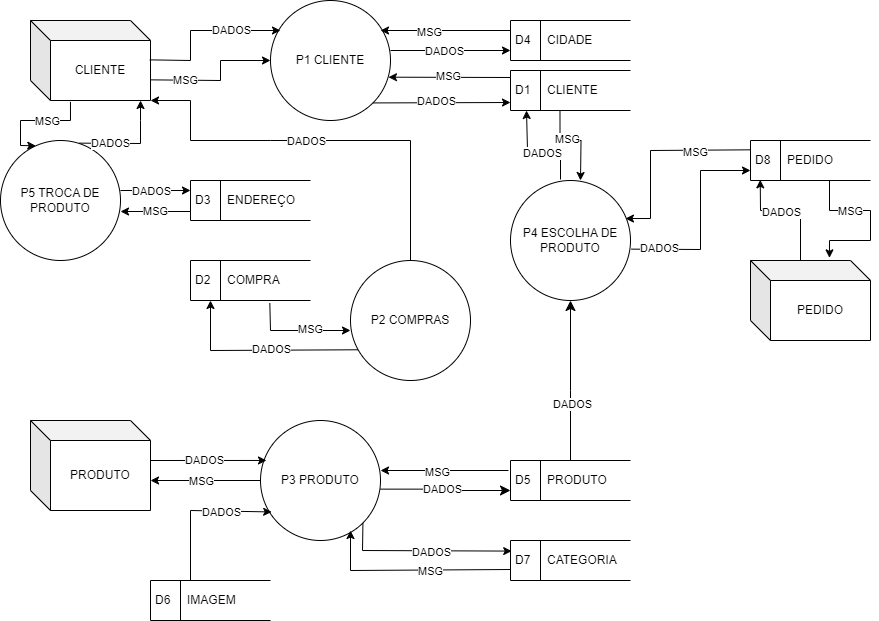 DADOS
MSG
D4 CIDADE
P1 CLIENTE
DADOS
CLIENTE
MSG
MSG
D1 CLIENTE
DADOS
MSG
DADOS
DADOS
MSG
DADOS
MSG
D8 PEDIDO
P5 TROCA DE
PRODUTO
DADOS
MSG
D3 ENDEREÇO
DADOS
MSG
P4 ESCOLHA DE
PRODUTO
DADOS
D2 COMPRA
P2 COMPRAS
MSG
DADOS
PEDIDO
DADOS
PRODUTO
DADOS
MSG
P3 PRODUTO
MSG
DADOS
D5 PRODUTO
DADOS
DADOS
MSG
D7 CATEGORIA
D6 IMAGEM